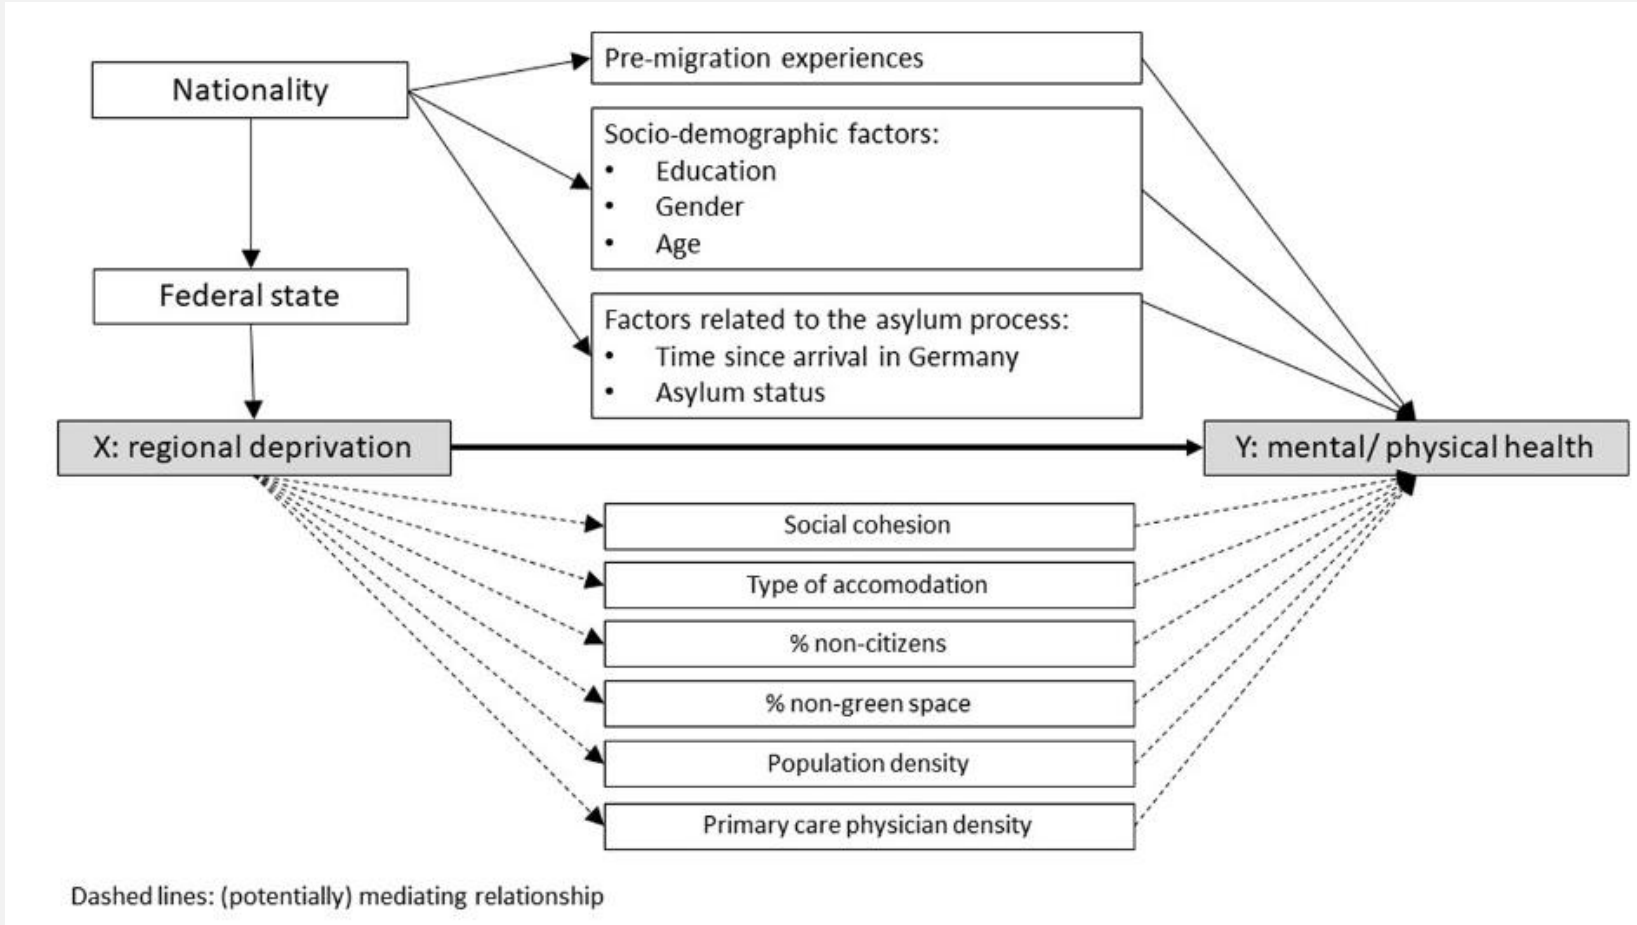 Nationality
Pre-migration experiences
Socio-demographic factors:
• Education
• Gender
• Age
Federal state
Factors related to the asylum process:
• Time since arrival in Germany
• Asylum status
X: regional deprivation
Y: mental/ physical health
Social cohesion
Type of accomodation
% non-citizens
% non-green space
Population density
Primary care physician density
Dashed lines: (potentially) mediating relationship